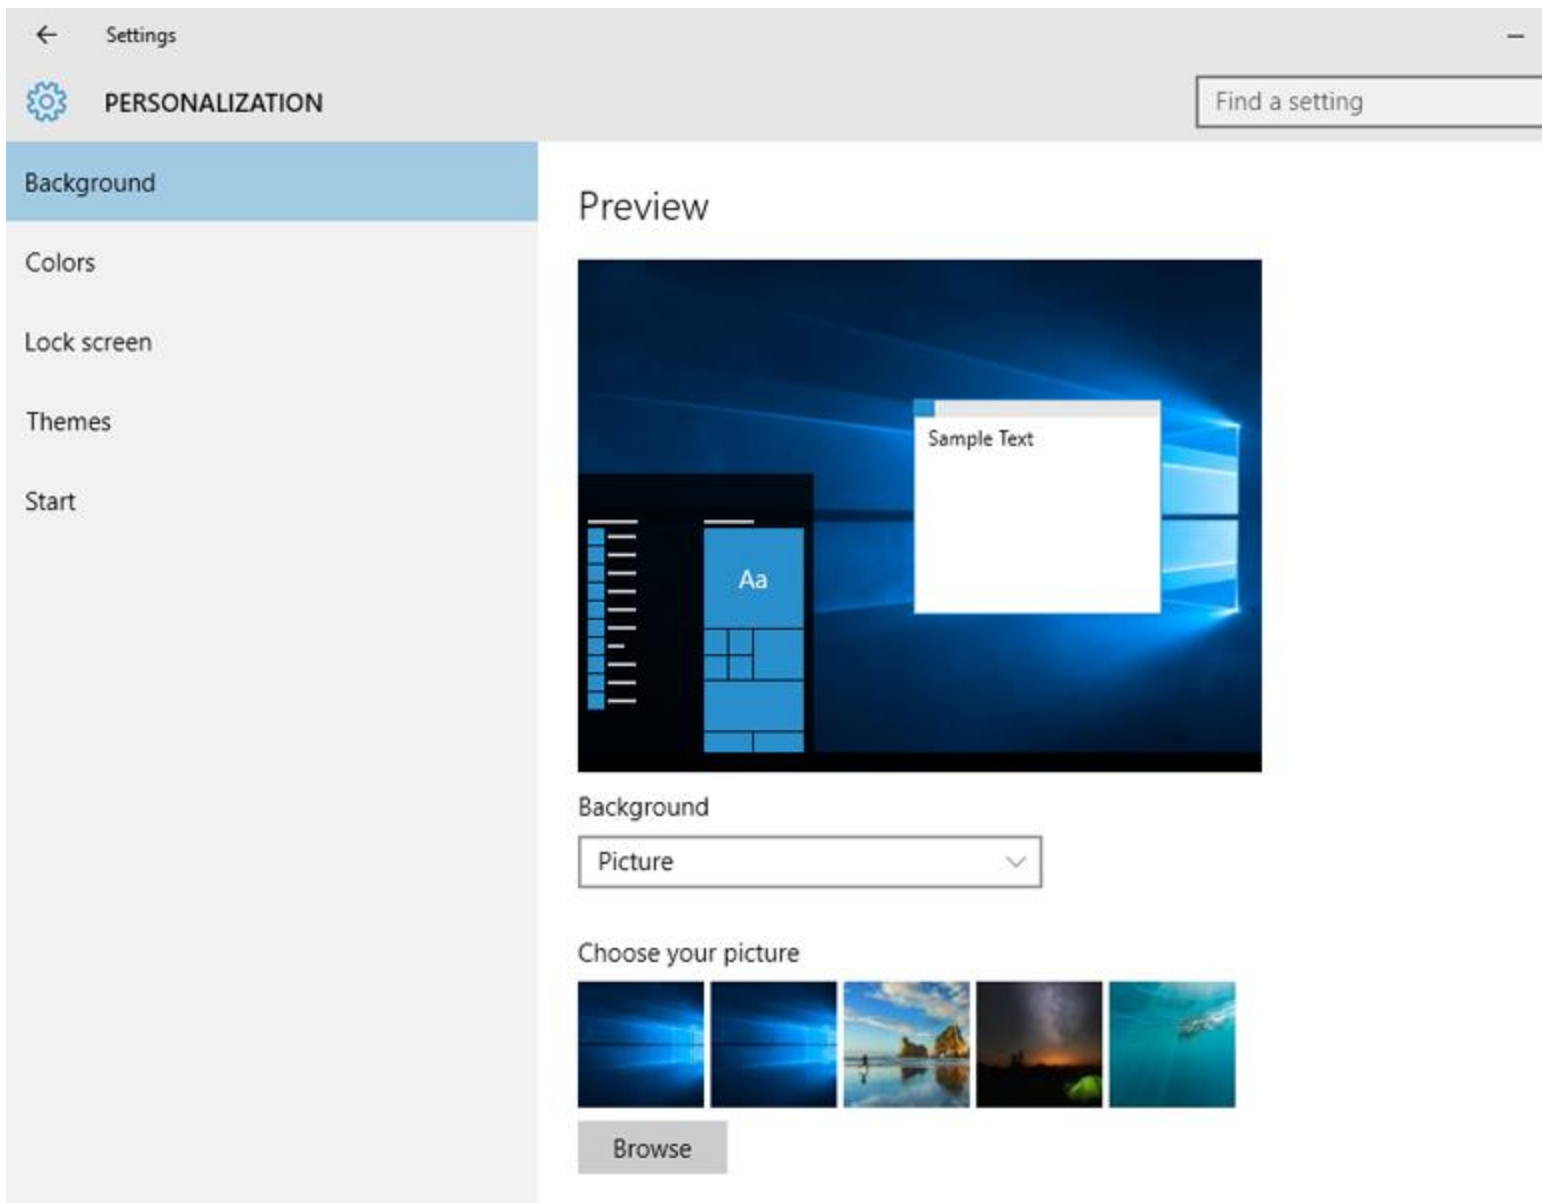 Settings
PERSONALIZATION
Find a setting
Background
Colors
Lock screen
Themes
Start
Preview
Sample Text
Aa
Background
Picture
Choose your picture
Browse